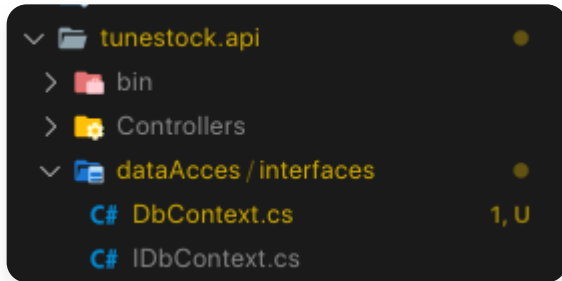 tunestock.api
bin
Controllers
dataAcces / interfaces
C# DbContext.cs 1, U
C# IDbContext.cs